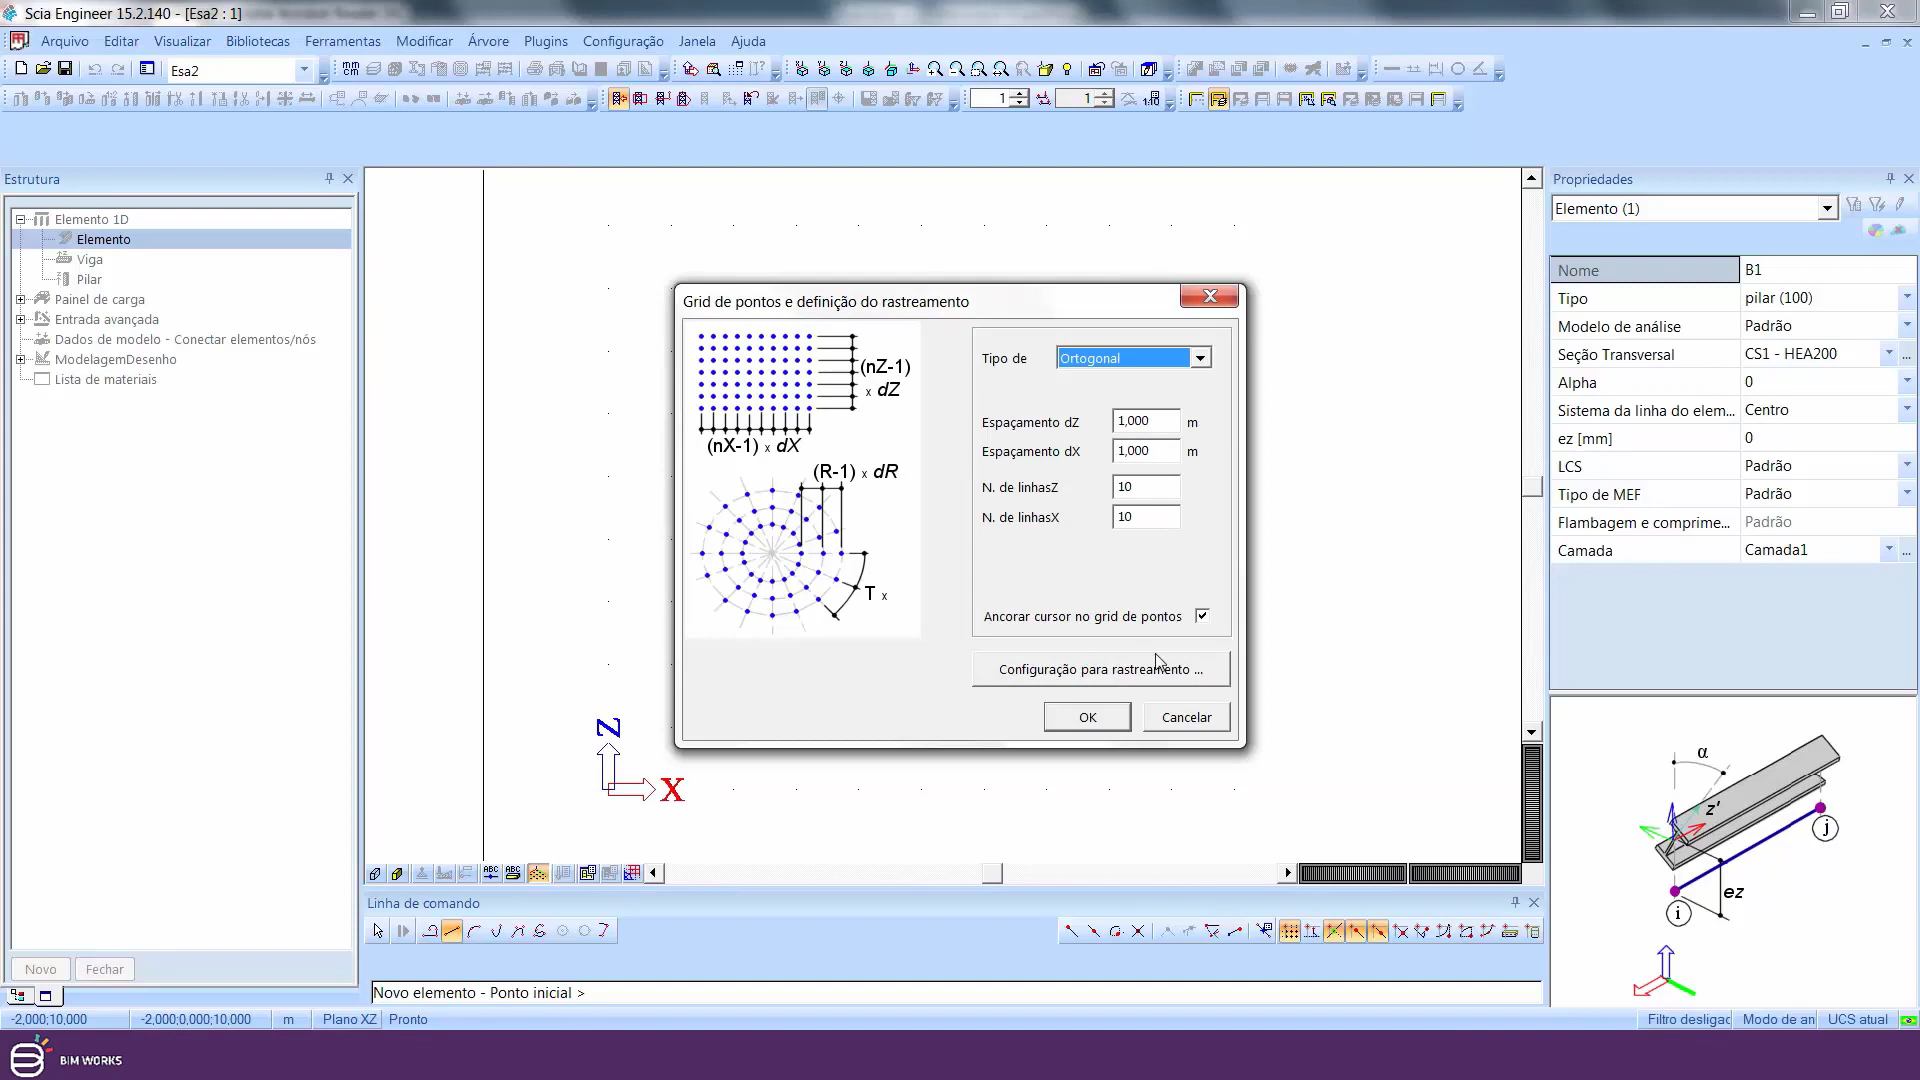 Scia Engineer 15.2.140 - [Esa2 : 1]
Arquivo Editar Visualizar Bibliotecas Ferramentas Modificar Árvore Plugins Configuração Janela Ajuda
Esa2
1
1
Estrutura
Elemento 1D
Elemento
Viga
Pilar
Painel de carga
Entrada avançada
Dados de modelo - Conectar elementos/nós
ModelagemDesenho
Lista de materiais
Novo Fechar
Grid de pontos e definição do rastreamento
(nZ-1)
x dZ
(nX-1) x dX
(R-1) x dR
T x
Tipo de Ortogonal
Espaçamento dZ 1,000 m
Espaçamento dX 1,000 m
N. de linhasZ 10
N. de linhasX 10
Ancorar cursor no grid de pontos
Configuração para rastreamento ...
OK Cancelar
Z
X
Propriedades
Elemento (1)
Nome B1
Tipo pilar (100)
Modelo de análise Padrão
Seção Transversal CS1 - HEA200 ...
Alpha 0
Sistema da linha do elem... Centro
ez [mm] 0
LCS Padrão
Tipo de MEF Padrão
Flambagem e comprime... Padrão
Camada Camada1 ...
α
z'
j
ez
i
ABC ABC
Linha de comando
Novo elemento - Ponto inicial >
-2,000;10,000 -2,000;0,000;10,000 m Plano XZ Pronto Filtro desligac Modo de an UCS atual
BIM WORKS